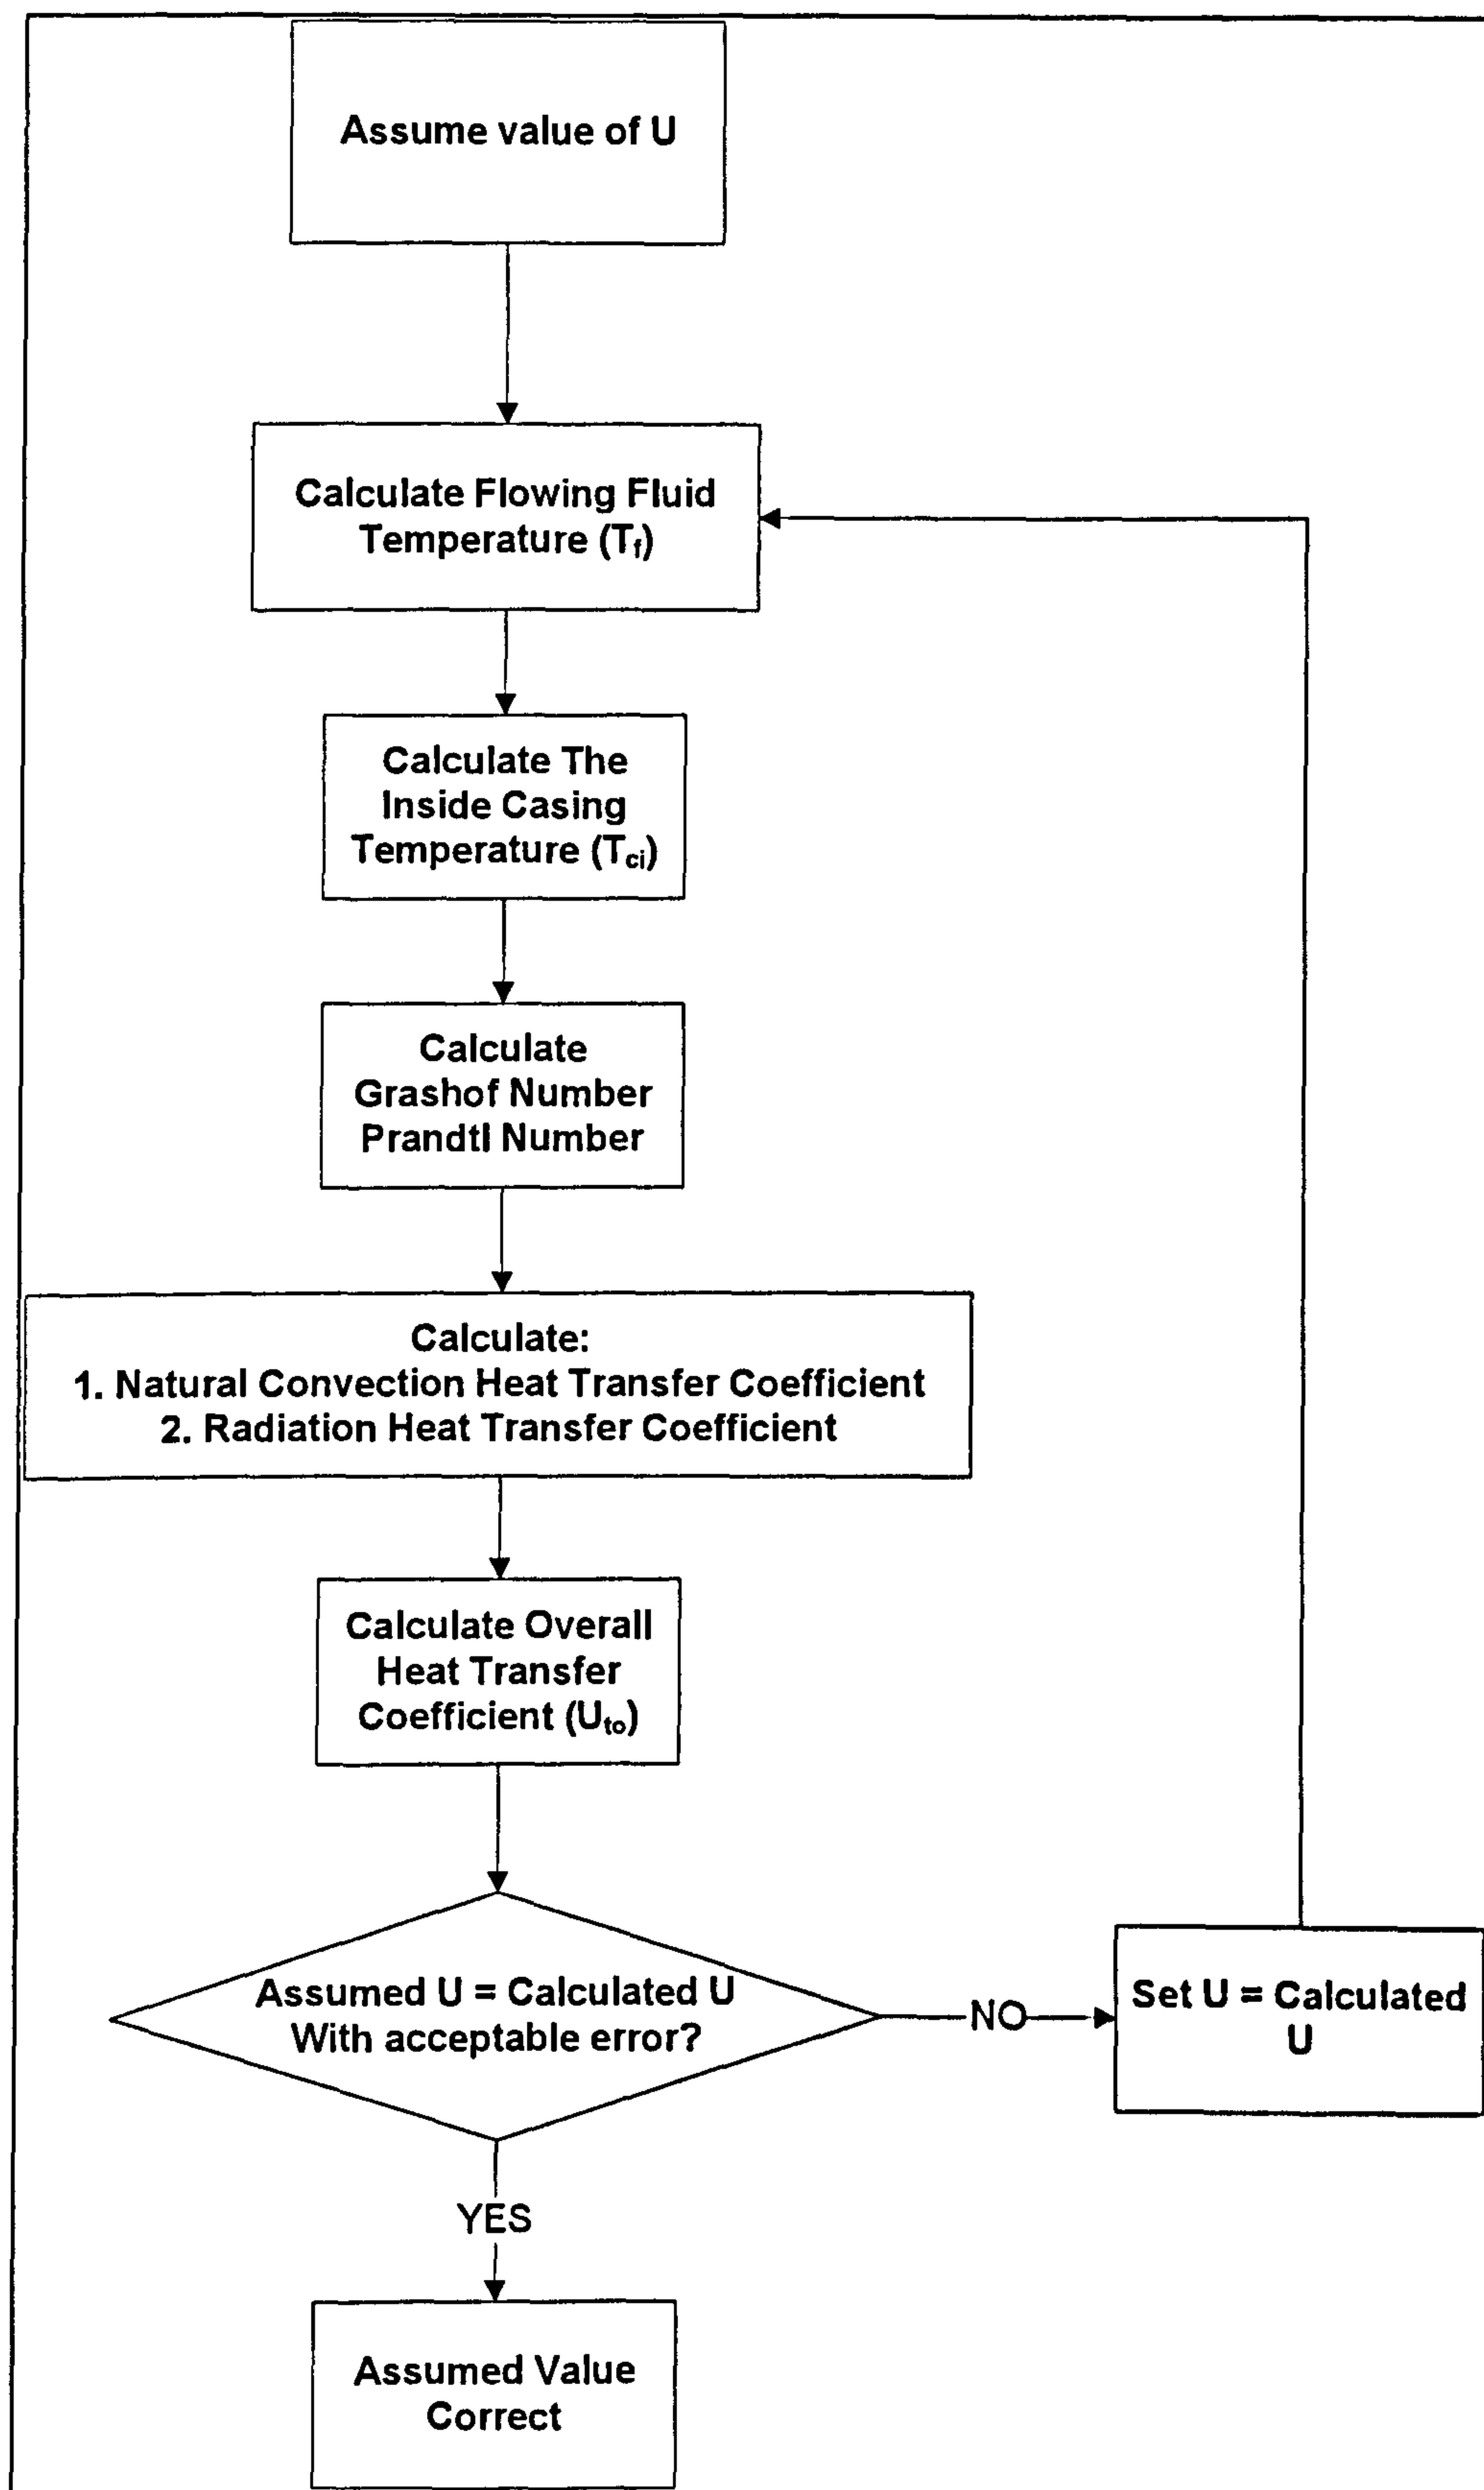 Assume value of U
Calculate Flowing Fluid
Temperature (Tf)
Calculate The
Inside Casing
Temperature (Tci)
Calculate
Grashof Number
Prandtl Number
Calculate:
1. Natural Convection Heat Transfer Coefficient
2. Radiation Heat Transfer Coefficient
Calculate Overall
Heat Transfer
Coefficient (Uto)
Assumed U = Calculated U
With acceptable error?
NO
Set U = Calculated
U
YES
Assumed Value
Correct